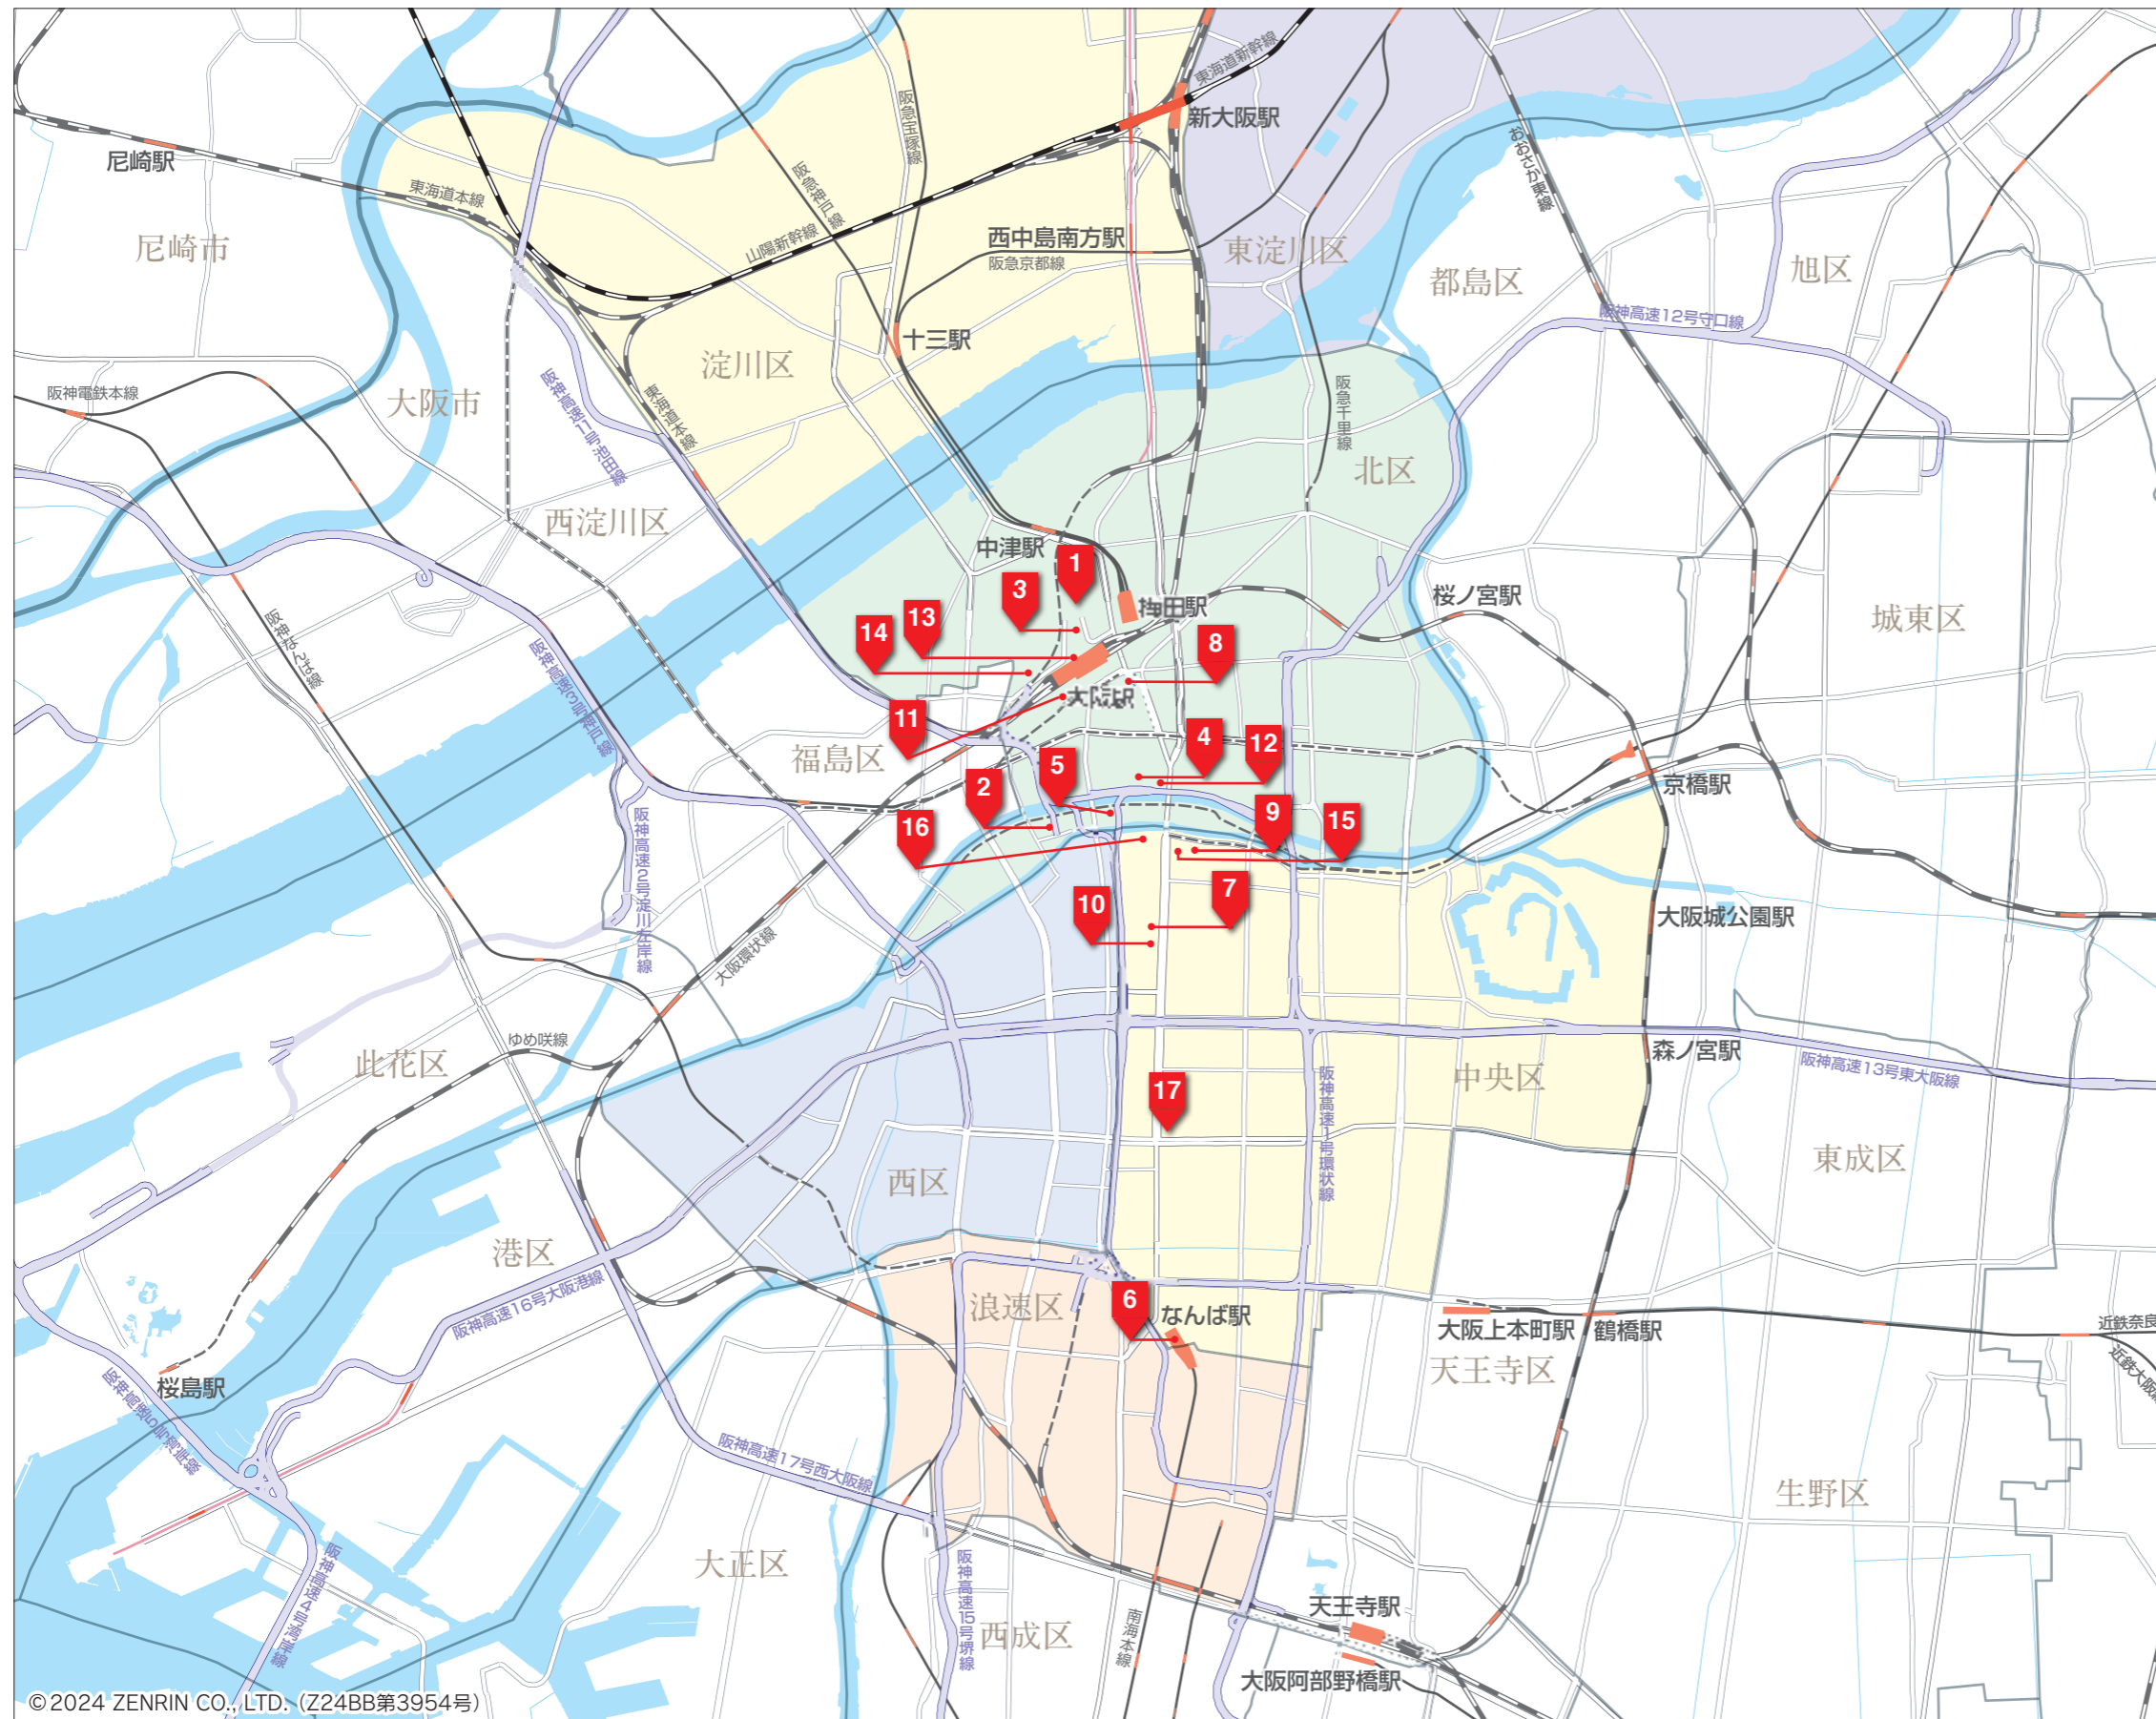 東海道新幹線
新大阪駅
阪急宝塚線
尼崎駅
東海道本線
阪急神戸線
おおさか東線
尼崎市
山陽新幹線
西中島南方駅
阪急京都線
東淀川区
都島区
旭区
阪神高速12号守口線
十三駅
淀川区
阪神電鉄本線
大阪市
阪神高速11号池田線
東海道本線
阪急千里線
北区
西淀川区
中津駅
1
3
梅田駅
桜ノ宮駅
城東区
13
14
8
大阪駅
阪神なんば線
阪神高速3号神戸線
11
福島区
4
12
5
2
京橋駅
9
15
16
阪神高速2号淀川左岸線
7
10
大阪城公園駅
大阪環状線
ゆめ咲線
此花区
森ノ宮駅
中央区
阪神高速13号東大阪線
17
阪神高速1号環状線
西区
東成区
港区
阪神高速16号大阪港線
浪速区
6
なんば駅
大阪上本町駅
鶴橋駅
近鉄奈良
近鉄大阪線
天王寺区
桜島駅
阪神高速5号湾岸線
阪神高速17号西大阪線
生野区
大正区
阪神高速4号湾岸線
阪神高速15号堺線
西成区
南海本線
天王寺駅
大阪阿部野橋駅
©2024 ZENRIN CO., LTD.（Z24BB第3954号）